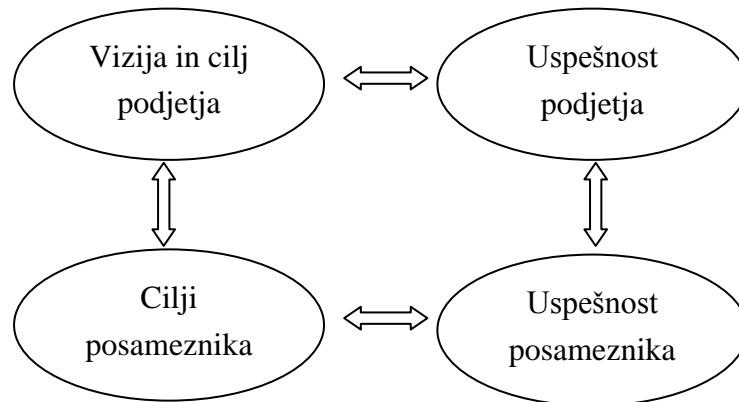 Vizija in cilj
podjetja
Uspešnost
podjetja
Cilji
posameznika
Uspešnost
posameznika